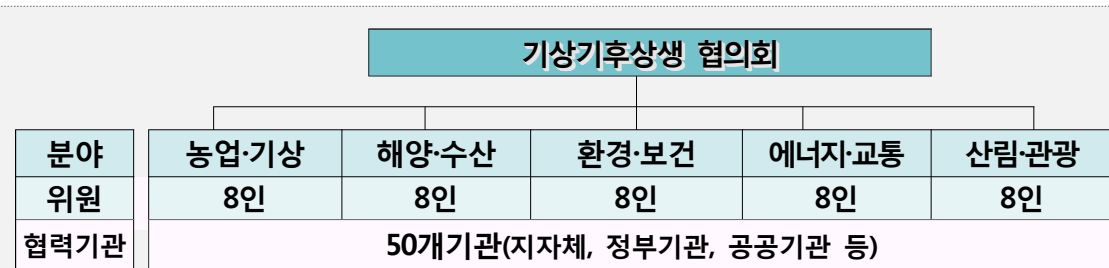 기상기후상생 협의회
분야 농업·기상 해양·수산 환경·보건 에너지·교통 산림·관광
위원 8인 8인 8인 8인 8인
협력기관 50개기관(지자체, 정부기관, 공공기관 등)